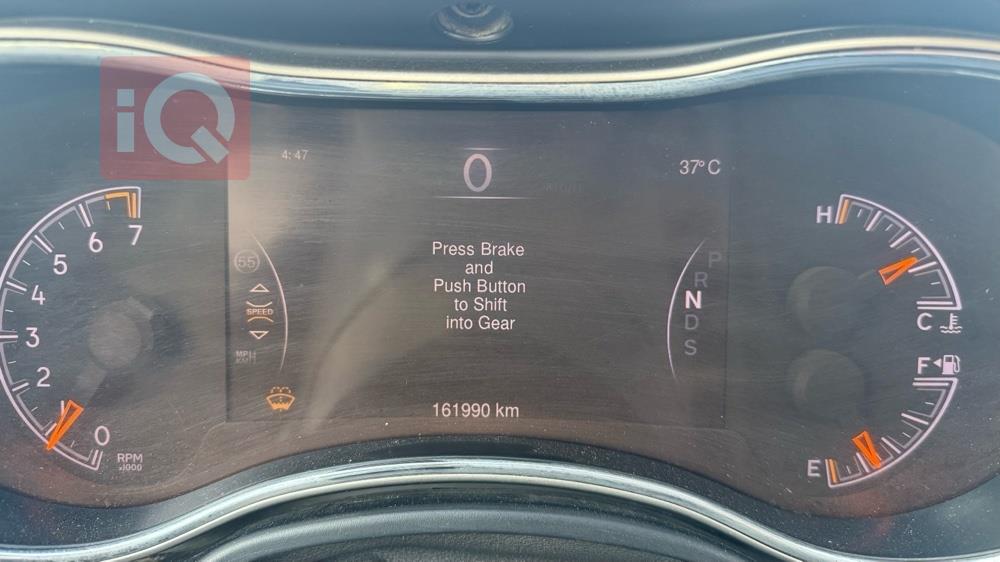 iQ
4:47
0
37°C
7
6
5
4
3
2
0
RPM
x1000
55
SPEED
MPH
KM/H
Press Brake
and
Push Button
to Shift
into Gear
161990 km
P
R
N
D
S
H
C
F
E